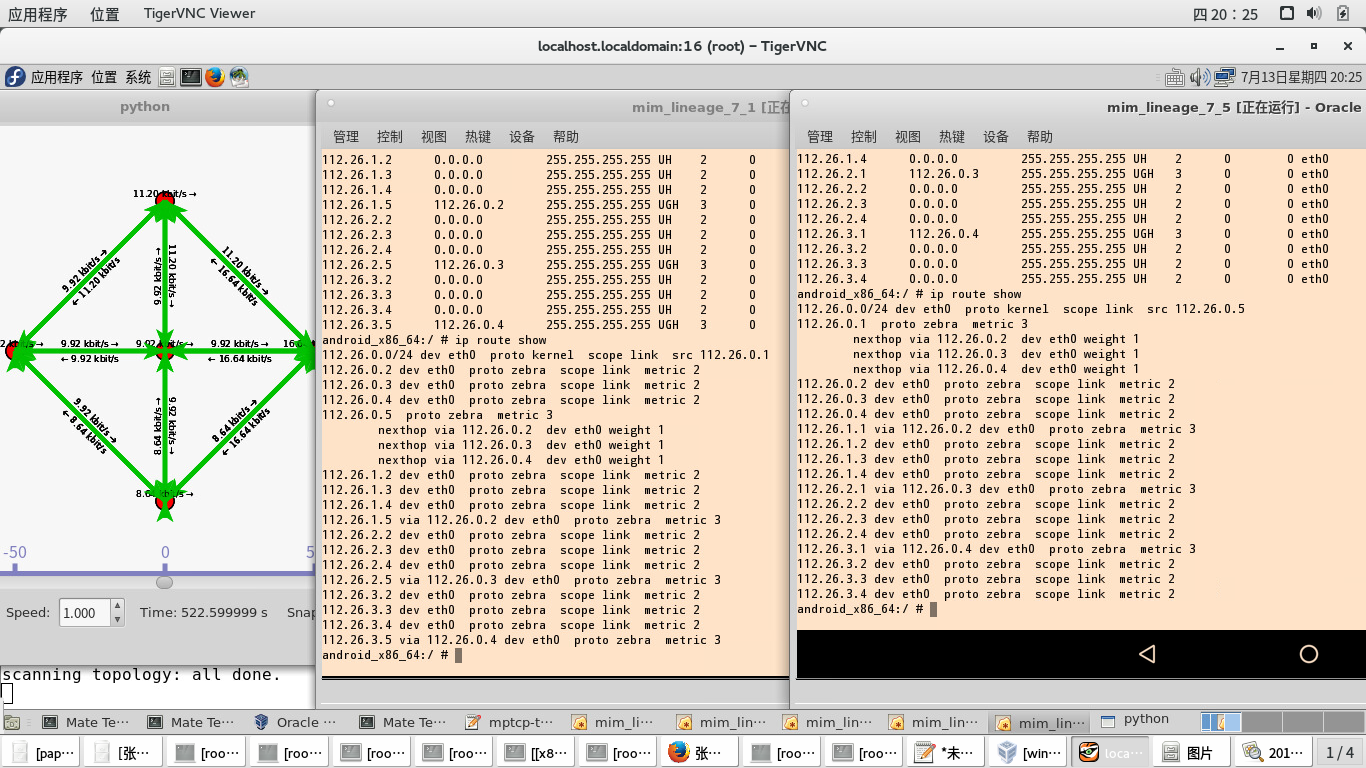 应用程序 位置 TigerVNC Viewer 四 20：25
localhost.localdomain:16 (root) – TigerVNC
应用程序 位置 系统 7月13日星期四 20:25
python
11.20 kbit/s →
9.92 kbit/s →
← 11.20 kbit/s
9.92 kbit/s →
11.20 kbit/s →
11.20 kbit/s →
← 16.64 kbit/s
9.92 kbit/s →
← 9.92 kbit/s
9.92 kbit/s →
← 16.64 kbit/s
9.92 kbit/s →
← 8.64 kbit/s
8.64 kbit/s →
9.92 kbit/s →
8.64 kbit/s →
← 16.64 kbit/s
-50 0 5
Speed: 1.000 Time: 522.599999 s Snap
scanning topology: all done.
mim_lineage_7_1 [正在
管理 控制 视图 热键 设备 帮助
112.26.1.2 0.0.0.0 255.255.255.255 UH 2 0
112.26.1.3 0.0.0.0 255.255.255.255 UH 2 0
112.26.1.4 0.0.0.0 255.255.255.255 UH 2 0
112.26.1.5 112.26.0.2 255.255.255.255 UGH 3 0
112.26.2.2 0.0.0.0 255.255.255.255 UH 2 0
112.26.2.3 0.0.0.0 255.255.255.255 UH 2 0
112.26.2.4 0.0.0.0 255.255.255.255 UH 2 0
112.26.2.5 112.26.0.3 255.255.255.255 UGH 3 0
112.26.3.2 0.0.0.0 255.255.255.255 UH 2 0
112.26.3.3 0.0.0.0 255.255.255.255 UH 2 0
112.26.3.4 0.0.0.0 255.255.255.255 UH 2 0
112.26.3.5 112.26.0.4 255.255.255.255 UGH 3 0
android_x86_64:/ # ip route show
112.26.0.0/24 dev eth0 proto kernel scope link src 112.26.0.1
112.26.0.2 dev eth0 proto zebra scope link metric 2
112.26.0.3 dev eth0 proto zebra scope link metric 2
112.26.0.4 dev eth0 proto zebra scope link metric 2
112.26.0.5 proto zebra metric 3
nexthop via 112.26.0.2 dev eth0 weight 1
nexthop via 112.26.0.3 dev eth0 weight 1
nexthop via 112.26.0.4 dev eth0 weight 1
112.26.1.2 dev eth0 proto zebra scope link metric 2
112.26.1.3 dev eth0 proto zebra scope link metric 2
112.26.1.4 dev eth0 proto zebra scope link metric 2
112.26.1.5 via 112.26.0.2 dev eth0 proto zebra metric 3
112.26.2.2 dev eth0 proto zebra scope link metric 2
112.26.2.3 dev eth0 proto zebra scope link metric 2
112.26.2.4 dev eth0 proto zebra scope link metric 2
112.26.2.5 via 112.26.0.3 dev eth0 proto zebra metric 3
112.26.3.2 dev eth0 proto zebra scope link metric 2
112.26.3.3 dev eth0 proto zebra scope link metric 2
112.26.3.4 dev eth0 proto zebra scope link metric 2
112.26.3.5 via 112.26.0.4 dev eth0 proto zebra metric 3
android_x86_64:/ #
mim_lineage_7_5 [正在运行] - Oracle
管理 控制 视图 热键 设备 帮助
112.26.1.4 0.0.0.0 255.255.255.255 UH 2 0 0 eth0
112.26.2.1 112.26.0.3 255.255.255.255 UGH 3 0 0 eth0
112.26.2.2 0.0.0.0 255.255.255.255 UH 2 0 0 eth0
112.26.2.3 0.0.0.0 255.255.255.255 UH 2 0 0 eth0
112.26.2.4 0.0.0.0 255.255.255.255 UH 2 0 0 eth0
112.26.3.1 112.26.0.4 255.255.255.255 UGH 3 0 0 eth0
112.26.3.2 0.0.0.0 255.255.255.255 UH 2 0 0 eth0
112.26.3.3 0.0.0.0 255.255.255.255 UH 2 0 0 eth0
112.26.3.4 0.0.0.0 255.255.255.255 UH 2 0 0 eth0
android_x86_64:/ # ip route show
112.26.0.0/24 dev eth0 proto kernel scope link src 112.26.0.5
112.26.0.1 proto zebra metric 3
nexthop via 112.26.0.2 dev eth0 weight 1
nexthop via 112.26.0.3 dev eth0 weight 1
nexthop via 112.26.0.4 dev eth0 weight 1
112.26.0.2 dev eth0 proto zebra scope link metric 2
112.26.0.3 dev eth0 proto zebra scope link metric 2
112.26.0.4 dev eth0 proto zebra scope link metric 2
112.26.1.1 via 112.26.0.2 dev eth0 proto zebra metric 3
112.26.1.2 dev eth0 proto zebra scope link metric 2
112.26.1.3 dev eth0 proto zebra scope link metric 2
112.26.1.4 dev eth0 proto zebra scope link metric 2
112.26.2.1 via 112.26.0.3 dev eth0 proto zebra metric 3
112.26.2.2 dev eth0 proto zebra scope link metric 2
112.26.2.3 dev eth0 proto zebra scope link metric 2
112.26.2.4 dev eth0 proto zebra scope link metric 2
112.26.3.1 via 112.26.0.4 dev eth0 proto zebra metric 3
112.26.3.2 dev eth0 proto zebra scope link metric 2
112.26.3.3 dev eth0 proto zebra scope link metric 2
112.26.3.4 dev eth0 proto zebra scope link metric 2
android_x86_64:/ #
Mate Te… Mate Te… Oracle … Mate Te… mptcp-t… mim_li… mim_lin… mim_lin… mim_lin… mim_lin… python
[pap… [张… [roo… [roo… [roo… [roo… [[x8… [roo… 张… [roo… [roo… *未… [win… loca… 图片 201… 1 / 4